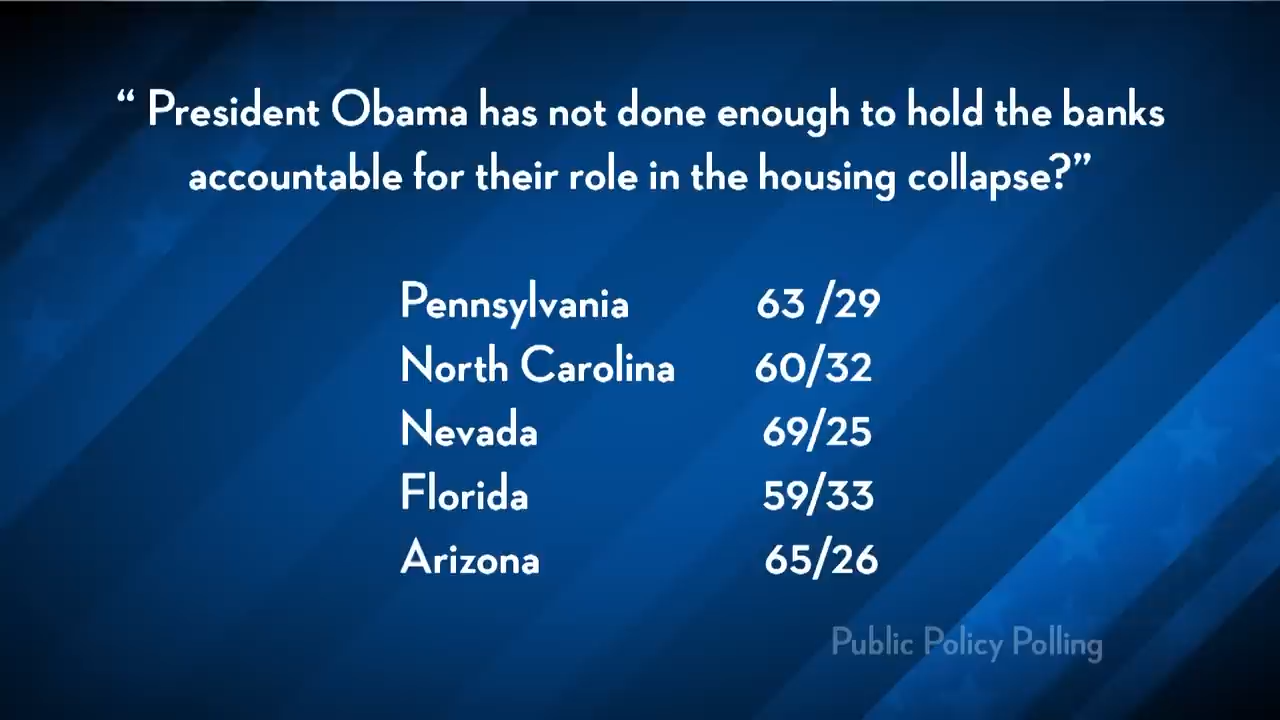 “ President Obama has not done enough to hold the banks
accountable for their role in the housing collapse?”
Pennsylvania 63 /29
North Carolina 60/32
Nevada 69/25
Florida 59/33
Arizona 65/26
Public Policy Polling